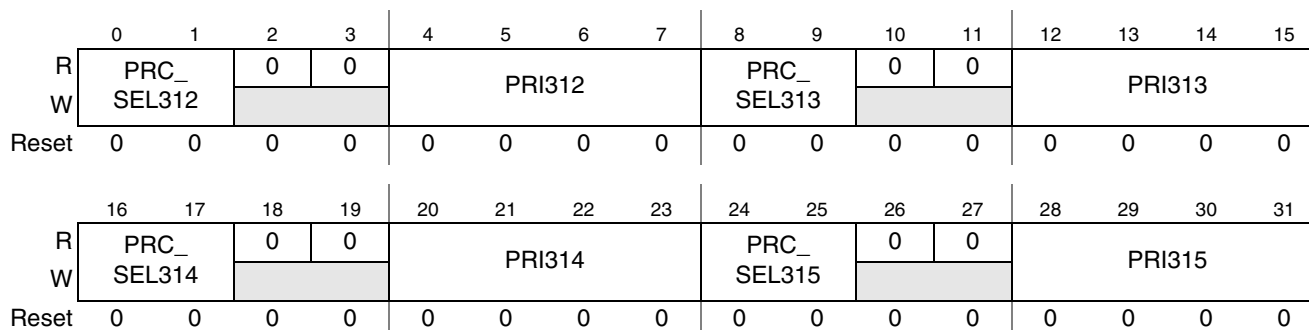 0 1 2 3 4 5 6 7 8 9 10 11 12 13 14 15
R PRC_ 0 0 PRI312 PRC_ 0 0 PRI313
W SEL312 SEL313
Reset 0 0 0 0 0 0 0 0 0 0 0 0 0 0 0 0
16 17 18 19 20 21 22 23 24 25 26 27 28 29 30 31
R PRC_ 0 0 PRI314 PRC_ 0 0 PRI315
W SEL314 SEL315
Reset 0 0 0 0 0 0 0 0 0 0 0 0 0 0 0 0